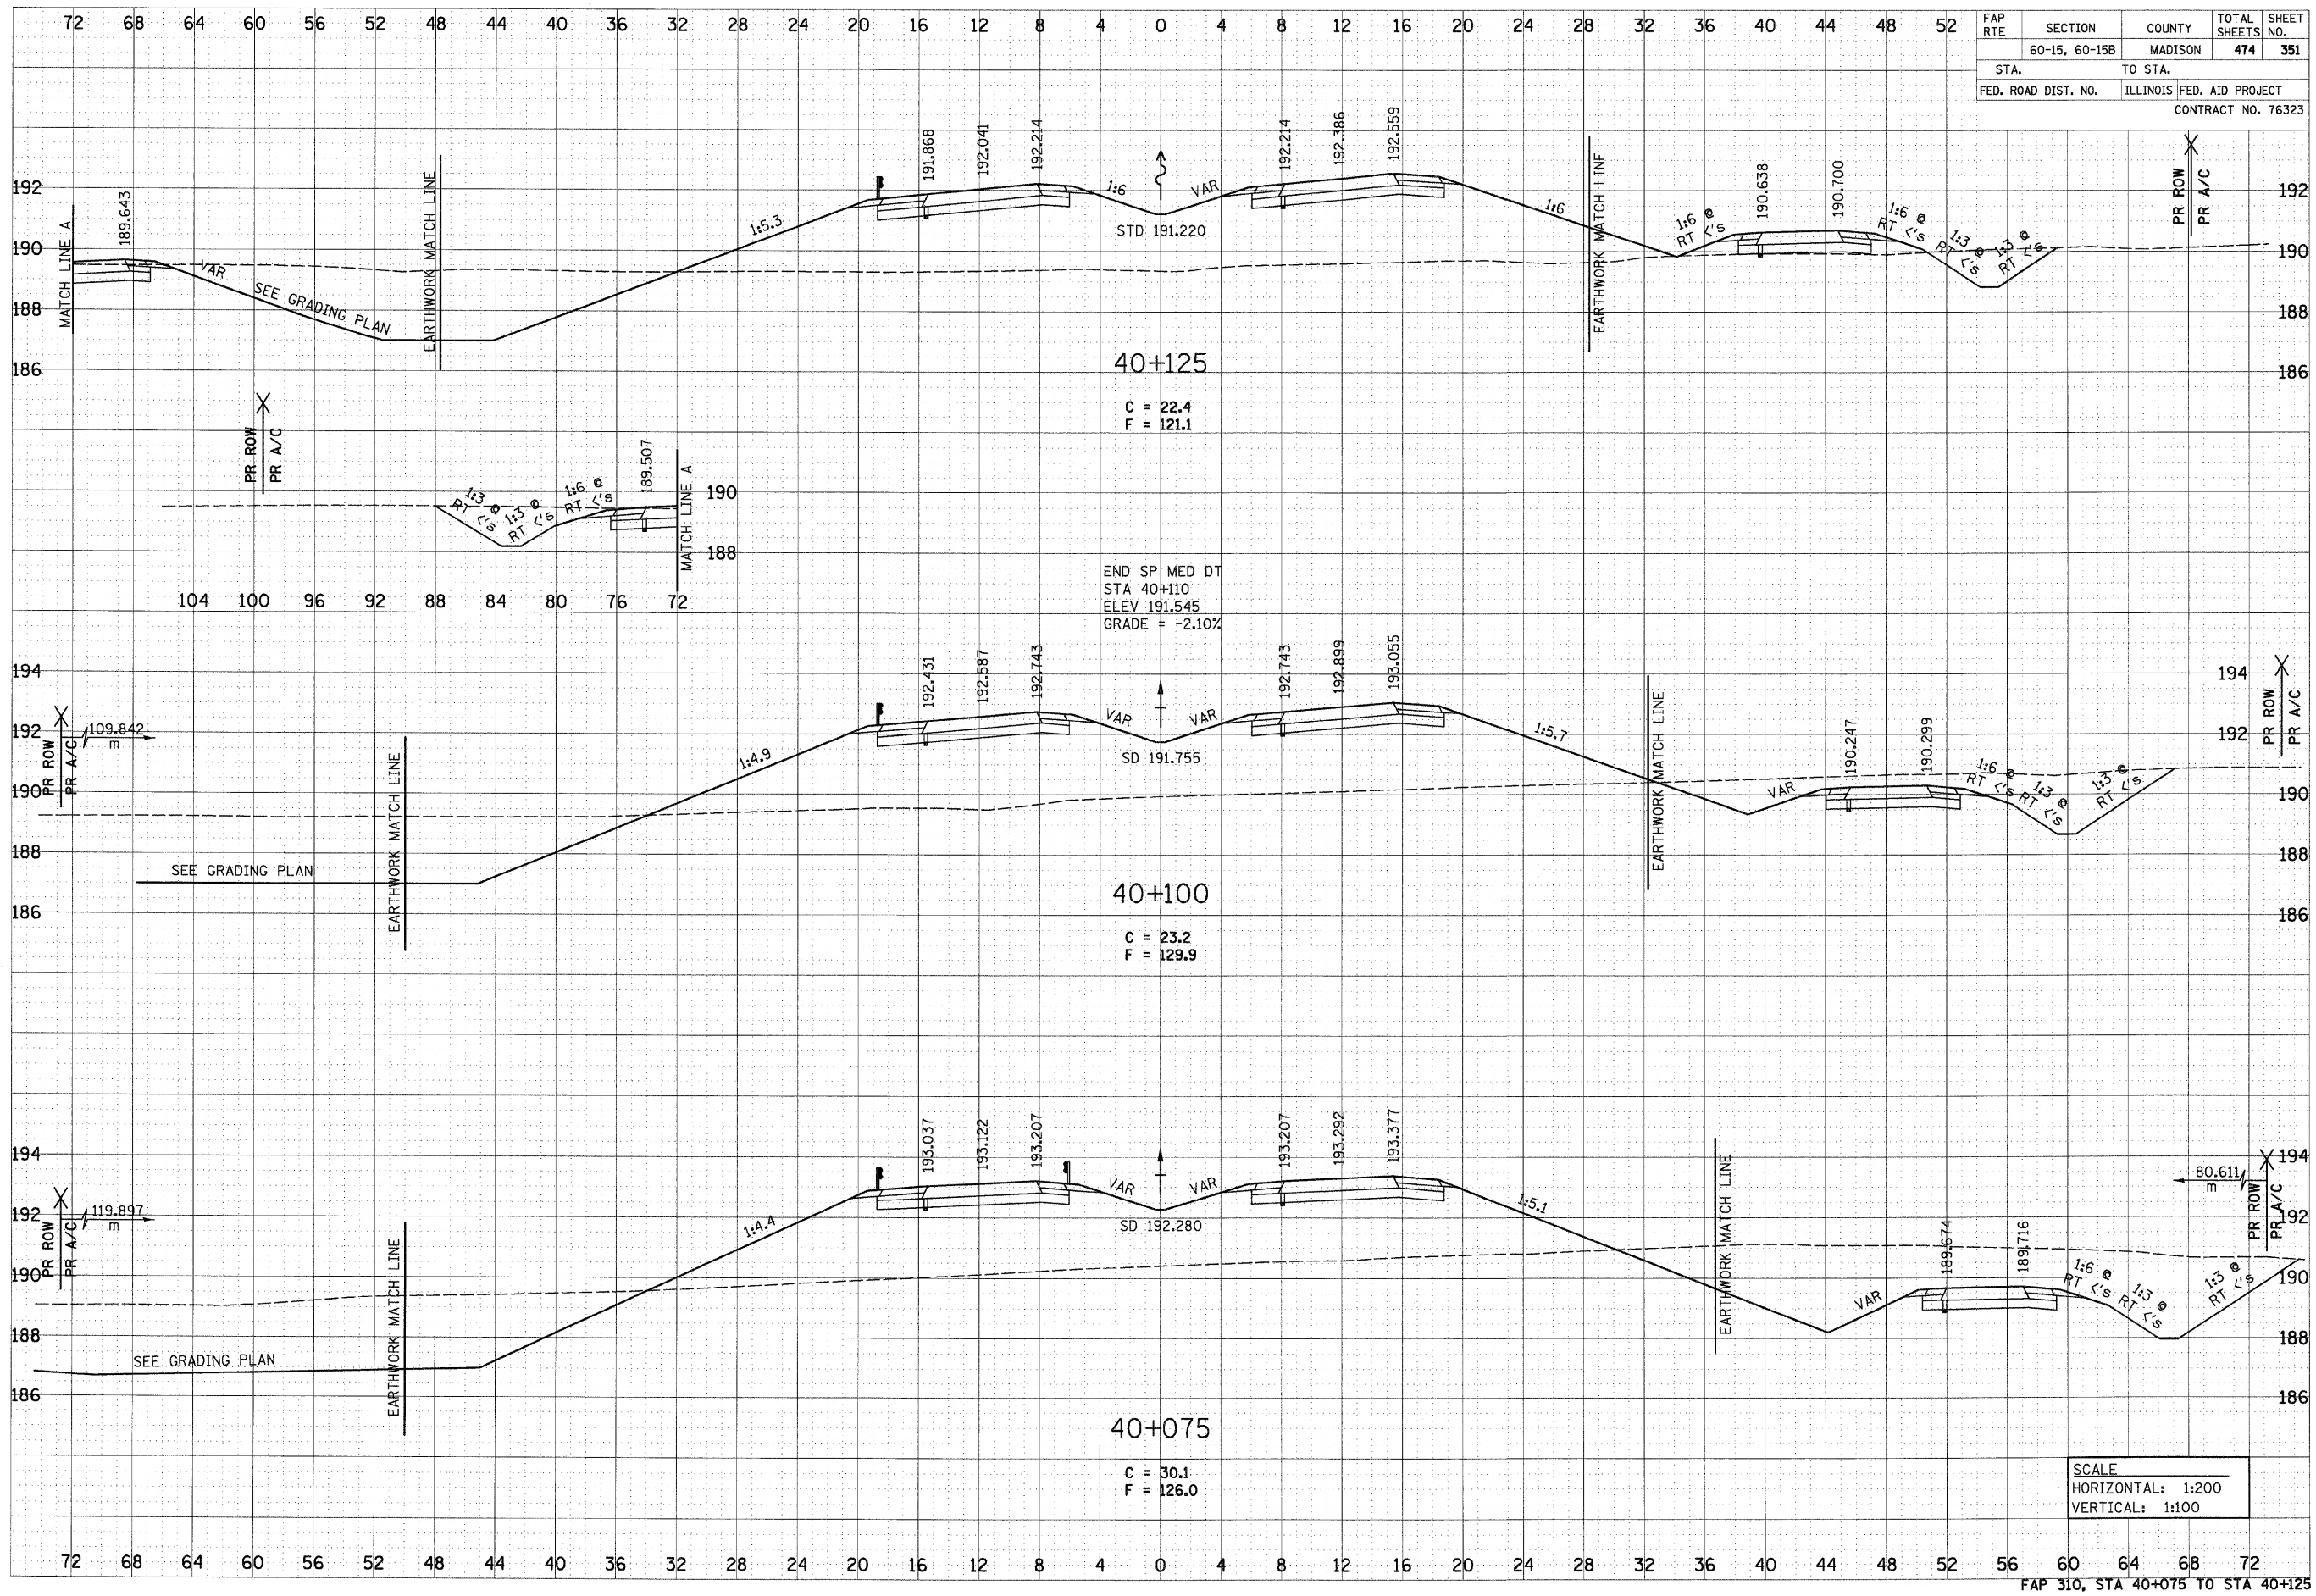 72 68 64 60 56 52 48 44 40 36 32 28 24 20 16 12 8 4 0 4 8 12 16 20 24 28 32 36 40 44 48 52
FAP RTE SECTION COUNTY TOTAL SHEETS SHEET NO.
60-15, 60-15B MADISON 474 351
STA. TO STA.
FED. ROAD DIST. NO. ILLINOIS FED. AID PROJECT
CONTRACT NO. 76323
192
190
188
186
MATCH LINE A
189.643
VAR
SEE GRADING PLAN
EARTHWORK MATCH LINE
1:5.3
191.868
192.041
192.214
1:6
VAR
STD 191.220
192.214
192.386
192.559
1:6
EARTHWORK MATCH LINE
1:6 @ RT <'s
190.638
190.700
1:6 @ RT <'s
1:3 @ RT <'s
1:3 @ RT <'s
PR ROW
PR A/C
192
190
188
186
40+125
C = 22.4
F = 121.1
PR ROW
PR A/C
1:3 @ RT <'s
1:3 @ RT <'s
1:6 @ RT <'s
189.507
MATCH LINE A
190
188
104 100 96 92 88 84 80 76 72
END SP MED DT
STA 40+110
ELEV 191.545
GRADE = -2.10%
194
192
190
188
186
PR ROW
PR A/C
109.842
m
SEE GRADING PLAN
EARTHWORK MATCH LINE
1:4.9
192.431
192.587
192.743
VAR
VAR
SD 191.755
192.743
192.899
193.055
1:5.7
EARTHWORK MATCH LINE
VAR
190.247
190.299
1:6 @ RT <'s
1:3 @ RT <'s
1:3 @ RT <'s
PR ROW
PR A/C
194
192
190
188
186
40+100
C = 23.2
F = 129.9
194
192
190
188
186
PR ROW
PR A/C
119.897
m
SEE GRADING PLAN
EARTHWORK MATCH LINE
1:4.4
193.037
193.122
193.207
VAR
VAR
SD 192.280
193.207
193.292
193.377
1:5.1
EARTHWORK MATCH LINE
VAR
189.674
189.716
1:6 @ RT <'s
1:3 @ RT <'s
1:3 @ RT <'s
80.611
m
PR ROW
PR A/C
194
192
190
188
186
40+075
C = 30.1
F = 126.0
SCALE
HORIZONTAL: 1:200
VERTICAL: 1:100
72 68 64 60 56 52 48 44 40 36 32 28 24 20 16 12 8 4 0 4 8 12 16 20 24 28 32 36 40 44 48 52 56 60 64 68 72
FAP 310, STA 40+075 TO STA 40+125